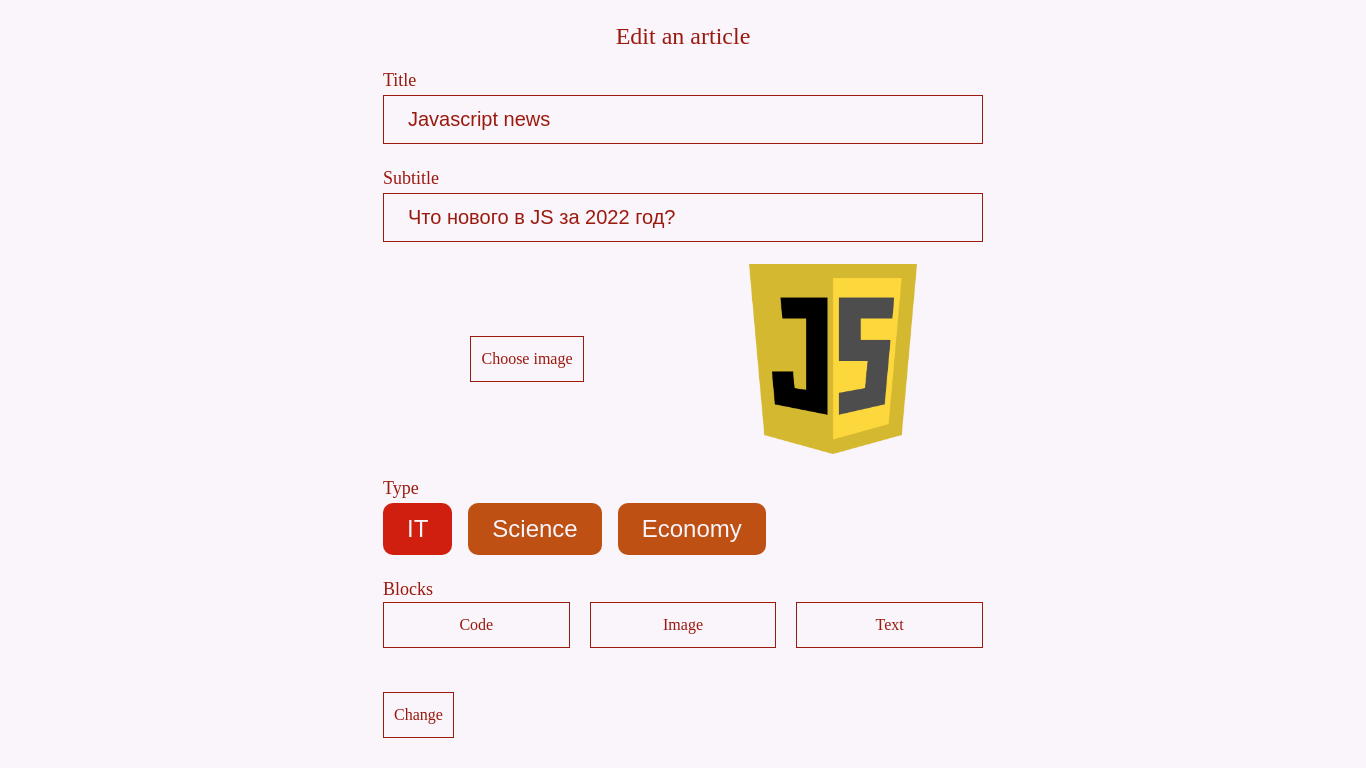 Edit an article
Title
Javascript news
Subtitle
Что нового в JS за 2022 год?
JS
Choose image
Type
IT Science Economy
Blocks
Code Image Text
Change